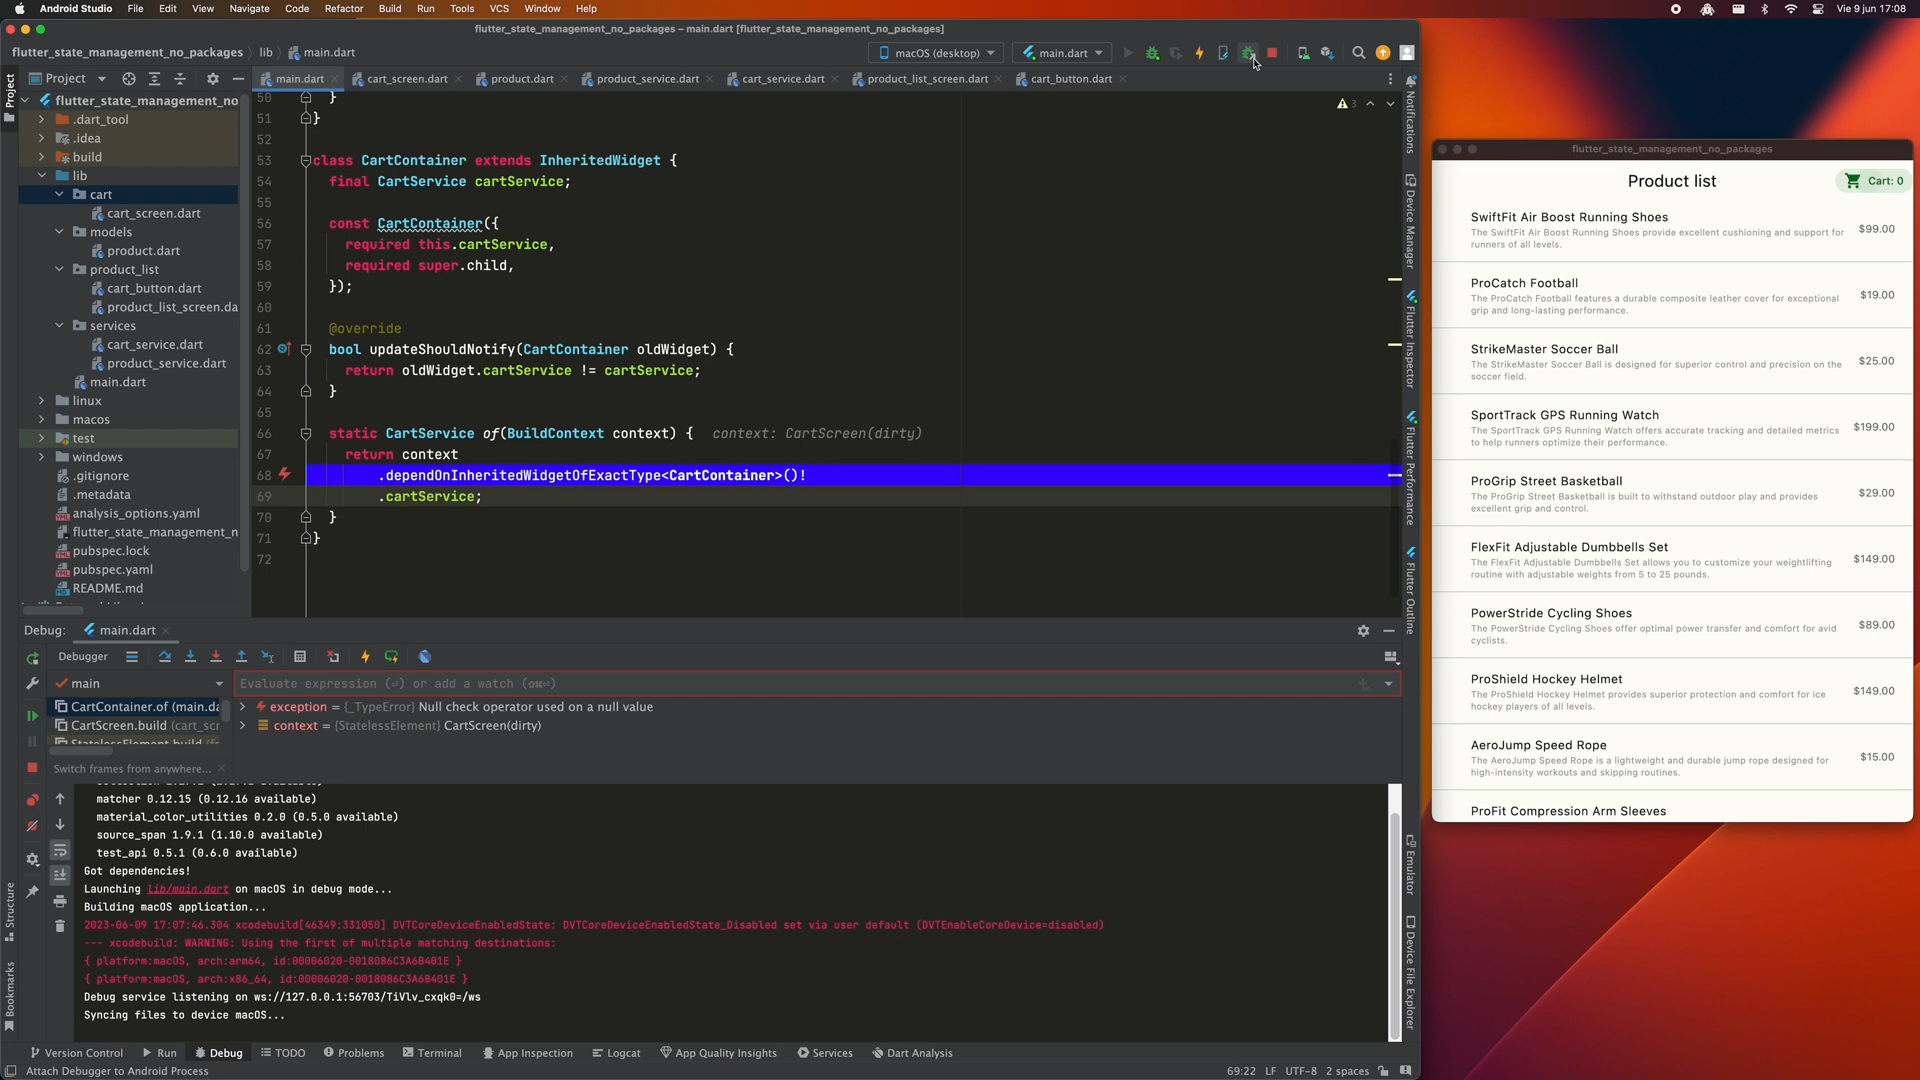 Android Studio File Edit View Navigate Code Refactor Build Run Tools VCS Window Help Vie 9 jun 17:08
flutter_state_management_no_packages – main.dart [flutter_state_management_no_packages]
flutter_state_management_no_packages lib main.dart macOS (desktop) main.dart
Project main.dart cart_screen.dart product.dart product_service.dart cart_service.dart product_list_screen.dart cart_button.dart
Project
flutter_state_management_no
.dart_tool
.idea
build
lib
cart
cart_screen.dart
models
product.dart
product_list
cart_button.dart
product_list_screen.da
services
cart_service.dart
product_service.dart
main.dart
linux
macos
test
windows
.gitignore
.metadata
analysis_options.yaml
flutter_state_management_n
pubspec.lock
pubspec.yaml
README.md
3
50 }
51 }
52
53 class CartContainer extends InheritedWidget {
54 final CartService cartService;
55
56 const CartContainer({
57 required this.cartService,
58 required super.child,
59 });
60
61 @override
62 bool updateShouldNotify(CartContainer oldWidget) {
63 return oldWidget.cartService != cartService;
64 }
65
66 static CartService of(BuildContext context) { context: CartScreen(dirty)
67 return context
68 .dependOnInheritedWidgetOfExactType<CartContainer>()!
69 .cartService;
70 }
71 }
72
Notifications
Device Manager
Flutter Inspector
Flutter Performance
Flutter Outline
Emulator
Device File Explorer
flutter_state_management_no_packages
Product list
Cart: 0
SwiftFit Air Boost Running Shoes
The SwiftFit Air Boost Running Shoes provide excellent cushioning and support for
runners of all levels.
$99.00
ProCatch Football
The ProCatch Football features a durable composite leather cover for exceptional
grip and long-lasting performance.
$19.00
StrikeMaster Soccer Ball
The StrikeMaster Soccer Ball is designed for superior control and precision on the
soccer field.
$25.00
SportTrack GPS Running Watch
The SportTrack GPS Running Watch offers accurate tracking and detailed metrics
to help runners optimize their performance.
$199.00
ProGrip Street Basketball
The ProGrip Street Basketball is built to withstand outdoor play and provides
excellent grip and control.
$29.00
FlexFit Adjustable Dumbbells Set
The FlexFit Adjustable Dumbbells Set allows you to customize your weightlifting
routine with adjustable weights from 5 to 25 pounds.
$149.00
PowerStride Cycling Shoes
The PowerStride Cycling Shoes offer optimal power transfer and comfort for avid
cyclists.
$89.00
ProShield Hockey Helmet
The ProShield Hockey Helmet provides superior protection and comfort for ice
hockey players of all levels.
$149.00
AeroJump Speed Rope
The AeroJump Speed Rope is a lightweight and durable jump rope designed for
high-intensity workouts and skipping routines.
$15.00
ProFit Compression Arm Sleeves
Debug: main.dart
Debugger
main
Evaluate expression (⏎) or add a watch (⇧⌘⏎)
CartContainer.of (main.da
CartScreen.build (cart_scr
StatelessElement.build (fr
Switch frames from anywhere...
exception = {_TypeError} Null check operator used on a null value
context = {StatelessElement} CartScreen(dirty)
matcher 0.12.15 (0.12.16 available)
material_color_utilities 0.2.0 (0.5.0 available)
source_span 1.9.1 (1.10.0 available)
test_api 0.5.1 (0.6.0 available)
Got dependencies!
Launching lib/main.dart on macOS in debug mode...
Building macOS application...
2023-06-09 17:07:46.304 xcodebuild[46349:331050] DVTCoreDeviceEnabledState: DVTCoreDeviceEnabledState_Disabled set via user default (DVTEnableCoreDevice=disabled)
--- xcodebuild: WARNING: Using the first of multiple matching destinations:
{ platform:macOS, arch:arm64, id:00006020-0018086C3A68401E }
{ platform:macOS, arch:x86_64, id:00006020-0018086C3A68401E }
Debug service listening on ws://127.0.0.1:56703/TiVlv_cxqk0=/ws
Syncing files to device macOS...
Structure
Bookmarks
Version Control Run Debug TODO Problems Terminal App Inspection Logcat App Quality Insights Services Dart Analysis
Attach Debugger to Android Process 69:22 LF UTF-8 2 spaces